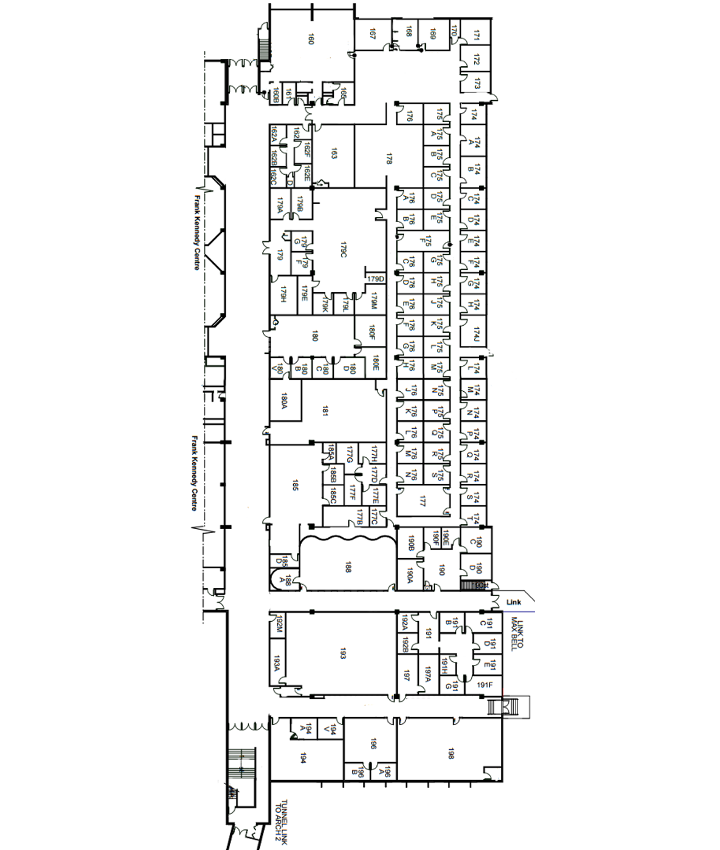 160
167
168
169
170
171
172
173
160B
161
165
174
176
175
162A
162
162F
162B
162E
162C
D
163
178
A
175
B
175
C
175
174
A
174
B
179A
179B
176
A
D
175
174
C
176
B
E
175
174
D
175
F
174
E
179
G
179
F
179
179C
179D
176
C
G
175
174
F
176
D
H
175
174
G
179H
179E
179K
179L
179M
176
E
J
175
174
H
180
180F
176
F
K
175
174J
176
G
L
175
180
V
180
B
180
C
180
D
180E
176
H
M
175
174
L
180A
181
176
J
N
175
174
M
176
K
P
175
174
N
176
L
Q
175
174
P
185
185A
177G
177H
176
M
R
175
174
Q
185B
177D
176
N
S
175
174
R
185C
177F
177E
177
174
S
177B
177C
174
T
190B
190F
190E
190
C
185
D
188
A
188
190A
190
190
D
Link
LINK TO
MAX BELL
192M
193
192A
192B
191
191
B
191
C
191
D
193A
197
197A
191H
191
E
191
G
191F
194
A
194
V
194
196
196
B
196
A
198
Frank Kennedy Centre
Frank Kennedy Centre
TUNNEL LINK
TO ARCH 2